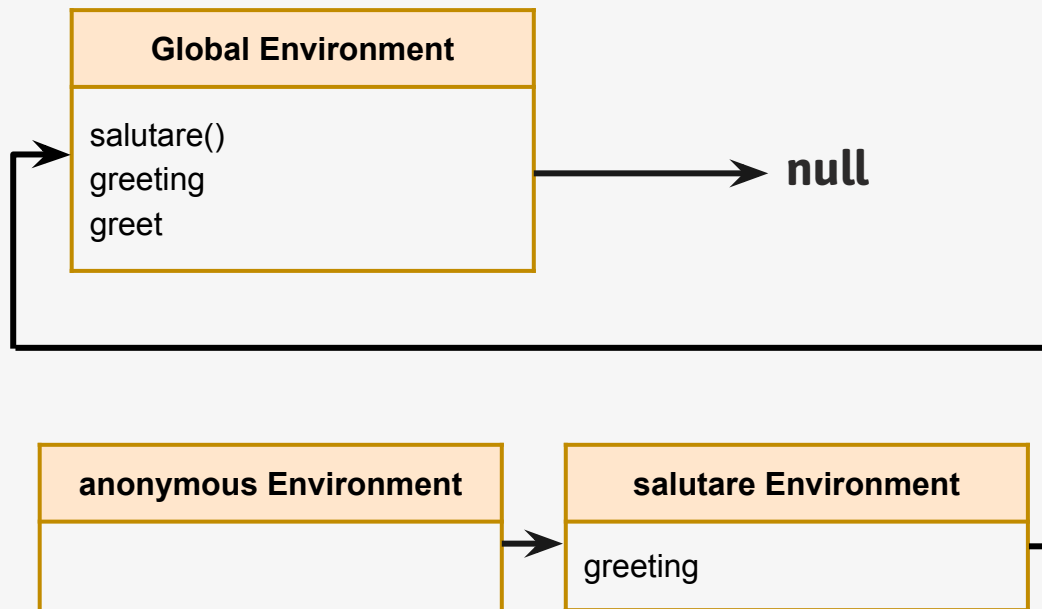 Global Environment
salutare()
greeting
greet
null
anonymous Environment
salutare Environment
greeting